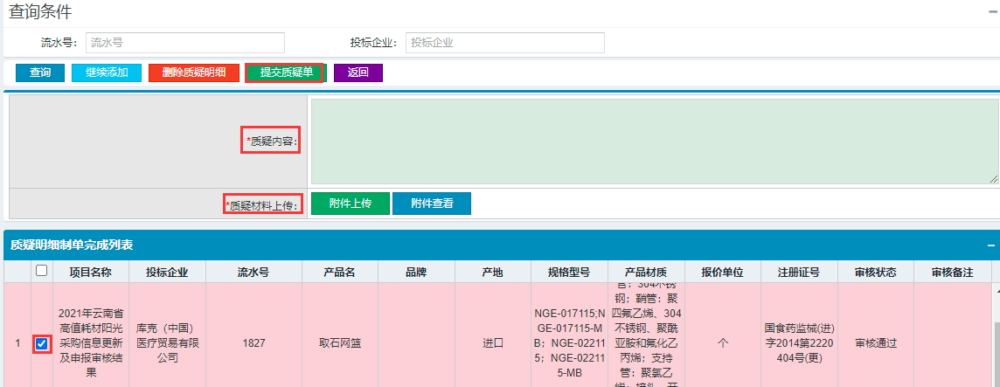 查询条件
流水号： 流水号 投标企业： 投标企业
查询 继续添加 删除质疑明细 提交质疑单 返回
*质疑内容：
*质疑材料上传： 附件上传 附件查看
质疑明细制单完成列表
项目名称 投标企业 流水号 产品名 品牌 产地 规格型号 产品材质 报价单位 注册证号 审核状态 审核备注
1
2021年云南省
高值耗材阳光
采购信息更新
及申报审核结
果
库克（中国）
医疗贸易有限
公司
1827
取石网篮
进口
NGE-017115;N
GE-017115-M
B；NGE-02211
5；NGE-02211
5-MB
管：304不锈
钢；鞘管：聚
四氟乙烯、304
不锈钢、聚酰
亚胺和氟化乙
丙烯；支持
管：聚氯乙
烯；接头、开
个
国食药监械(进)
字2014第2220
404号(更)
审核通过